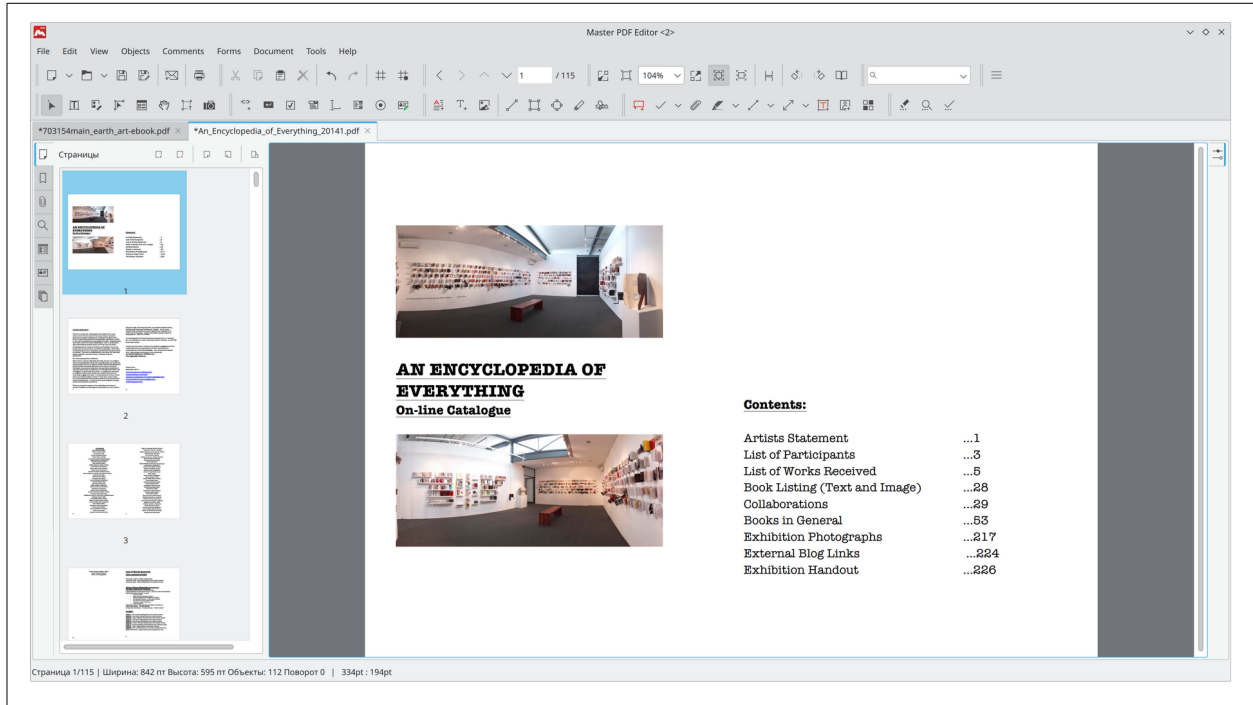 Master PDF Editor <2>
File Edit View Objects Comments Forms Document Tools Help
1 / 115 104%
*703154main_earth_art-ebook.pdf *An_Encyclopedia_of_Everything_20141.pdf
Страницы
1
2
3
AN ENCYCLOPEDIA OF
EVERYTHING
On-line Catalogue
Contents:
Artists Statement ...1
List of Participants ...3
List of Works Received ...5
Book Listing (Text and Image) ...28
Collaborations ...29
Books in General ...53
Exhibition Photographs ...217
External Blog Links ...224
Exhibition Handout ...226
Страница 1/115 | Ширина: 842 пт Высота: 595 пт Объекты: 112 Поворот 0 | 334pt : 194pt